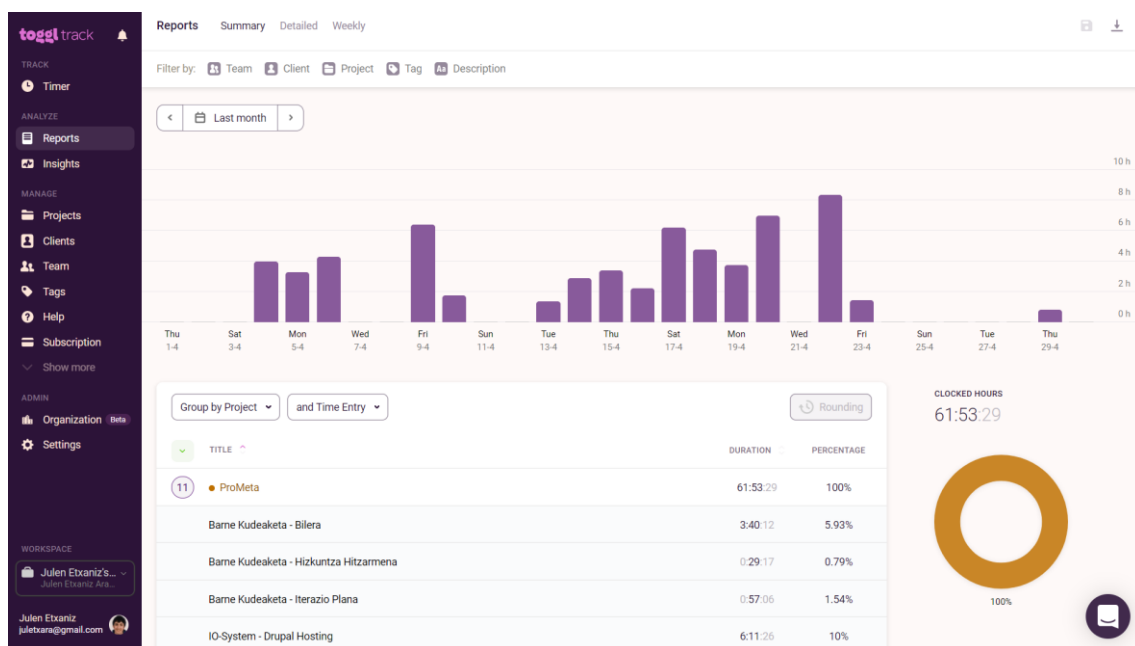 toggl track
TRACK
Timer
ANALYZE
Reports
Insights
MANAGE
Projects
Clients
Team
Tags
Help
Subscription
Show more
ADMIN
Organization Beta
Settings
WORKSPACE
Julen Etxaniz's...
Julen Etxaniz Ara...
Julen Etxaniz
juletxara@gmail.com
Reports Summary Detailed Weekly
Filter by: Team Client Project Tag Aa Description
Last month
10 h
8 h
6 h
4 h
2 h
0 h
Thu Sat Mon Wed Fri Sun Tue Thu Sat Mon Wed Fri Sun Tue Thu
1-4 3-4 5-4 7-4 9-4 11-4 13-4 15-4 17-4 19-4 21-4 23-4 25-4 27-4 29-4
Group by Project and Time Entry Rounding
TITLE DURATION PERCENTAGE
11 ProMeta 61:53:29 100%
Barne Kudeaketa - Bilera 3:40:12 5.93%
Barne Kudeaketa - Hizkuntza Hitzarmena 0:29:17 0.79%
Barne Kudeaketa - Iterazio Plana 0:57:06 1.54%
IO-System - Drupal Hosting 6:11:26 10%
CLOCKED HOURS
61:53:29
100%